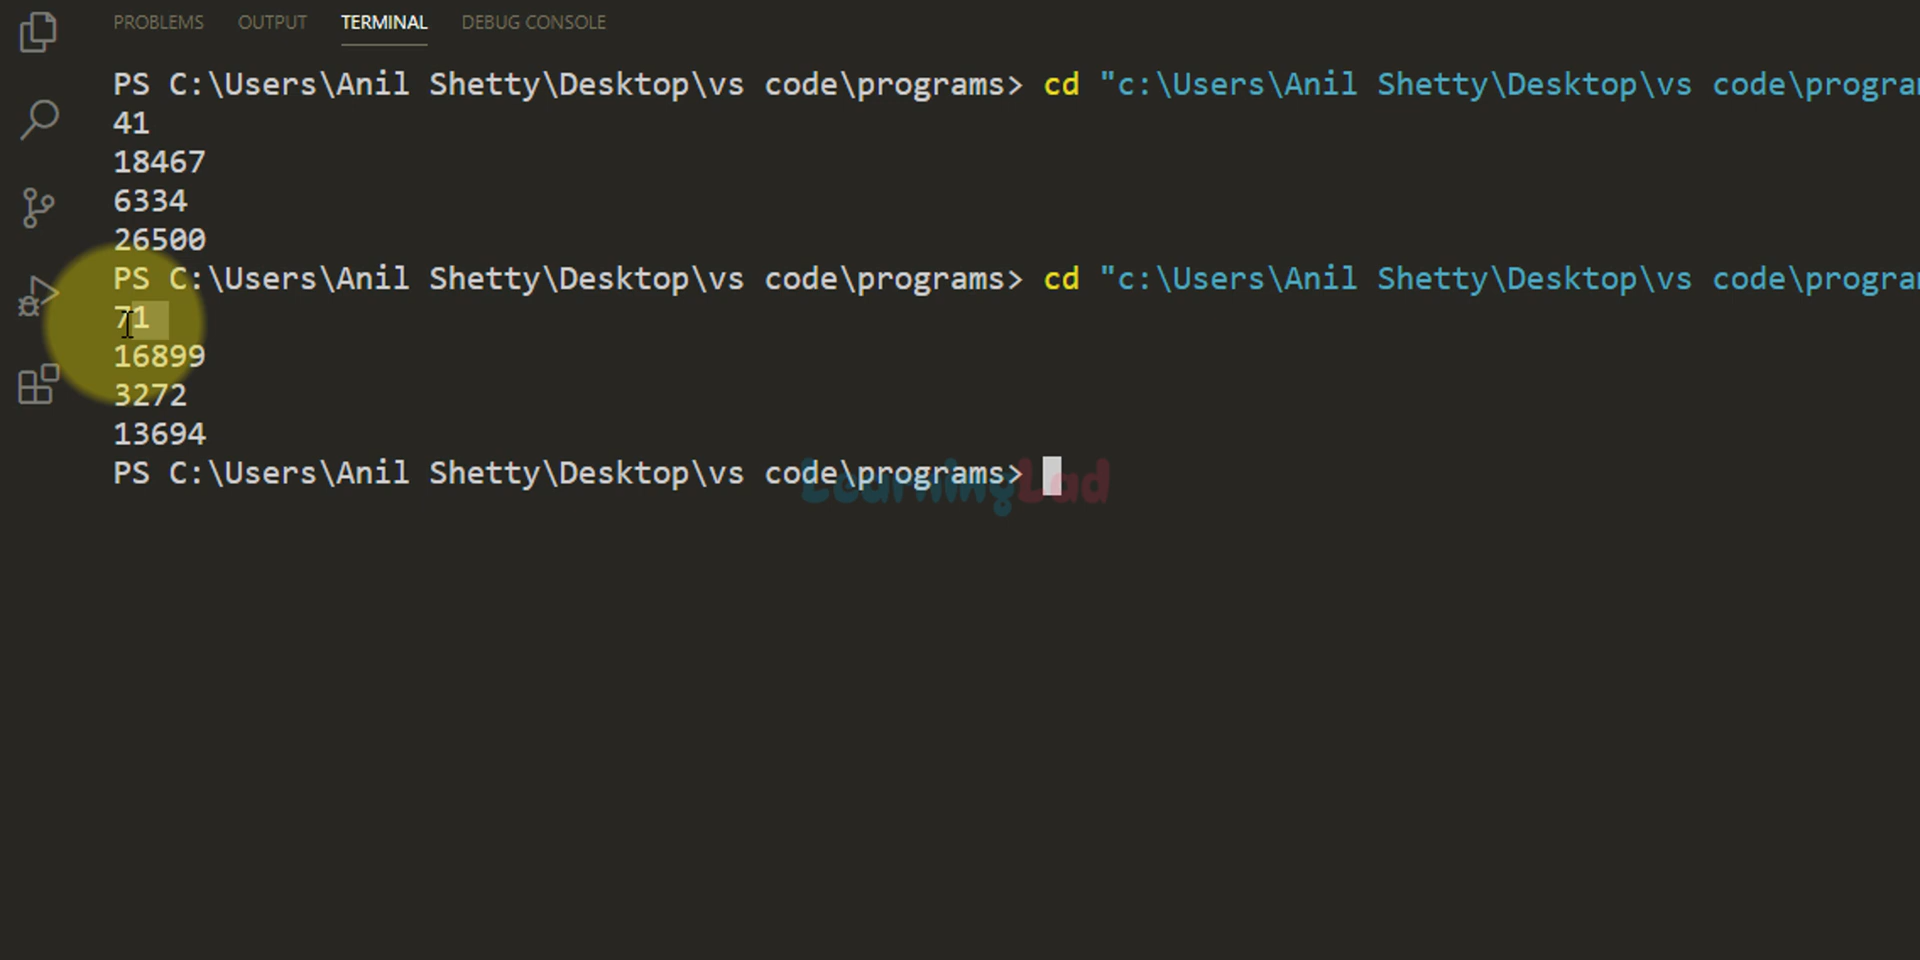 PROBLEMS OUTPUT TERMINAL DEBUG CONSOLE
PS C:\Users\Anil Shetty\Desktop\vs code\programs> cd "c:\Users\Anil Shetty\Desktop\vs code\progra
41
18467
6334
26500
PS C:\Users\Anil Shetty\Desktop\vs code\programs> cd "c:\Users\Anil Shetty\Desktop\vs code\progra
71
16899
3272
13694
PS C:\Users\Anil Shetty\Desktop\vs code\programs>
LearningLad